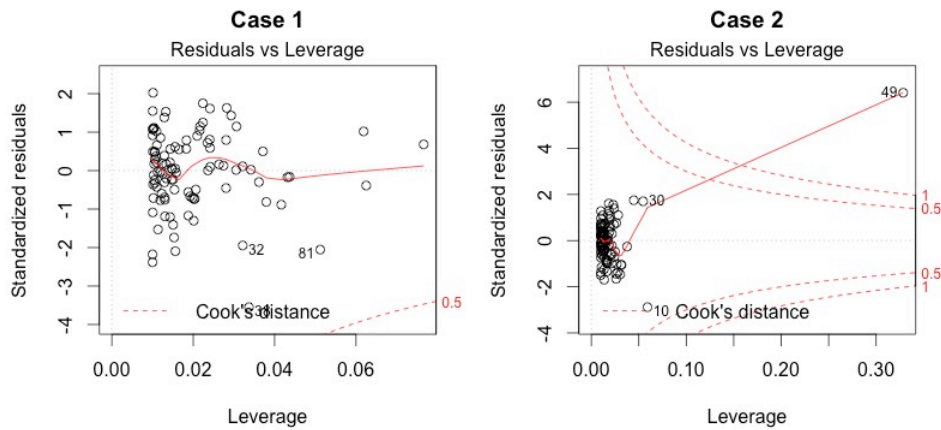 Case 1
Residuals vs Leverage
Standardized residuals
2
1
0
-1
-2
-3
-4
32
81
Cook's distance
0.5
0.00 0.02 0.04 0.06
Leverage
Case 2
Residuals vs Leverage
Standardized residuals
6
4
2
0
-2
-4
49
30
10
Cook's distance
1
0.5
0.5
1
0.00 0.10 0.20 0.30
Leverage